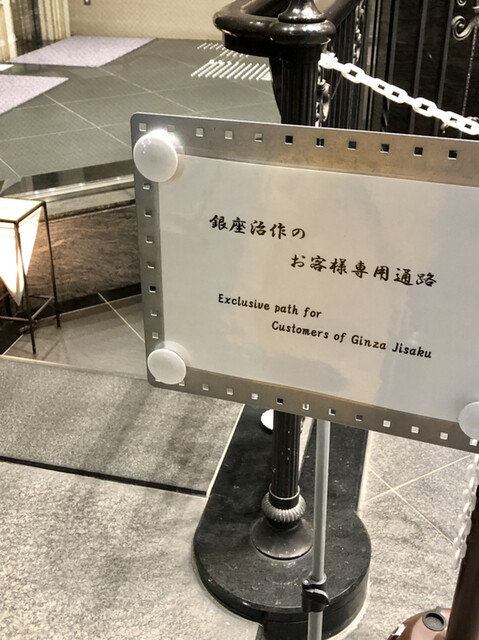 銀座治作の
お客様専用通路
Exclusive path for
Customers of Ginza Jisaku